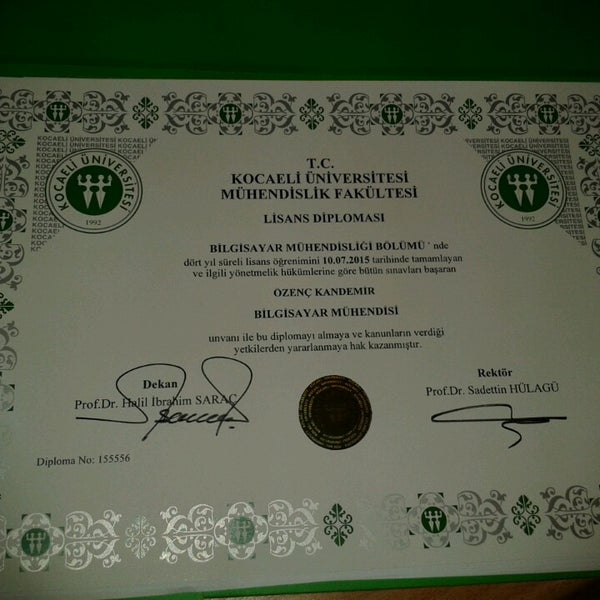 T.C.
KOCAELİ ÜNİVERSİTESİ
MÜHENDİSLİK FAKÜLTESİ
LİSANS DİPLOMASI
BİLGİSAYAR MÜHENDİSLİĞİ BÖLÜMÜ ' nde
dört yıl süreli lisans öğrenimini 10.07.2015 tarihinde tamamlayan
ve ilgili yönetmelik hükümlerine göre bütün sınavları başaran
ÖZENÇ KANDEMİR
BİLGİSAYAR MÜHENDİSİ
unvanı ile bu diplomayı almaya ve kanunların verdiği
yetkilerden yararlanmaya hak kazanmıştır.
Dekan
Prof.Dr. Halil İbrahim SARAÇ
Rektör
Prof.Dr. Sadettin HÜLAGÜ
Diploma No: 155556
KOCAELİ ÜNİVERSİTESİ
1992
KOCAELİ ÜNİVERSİTESİ
1992